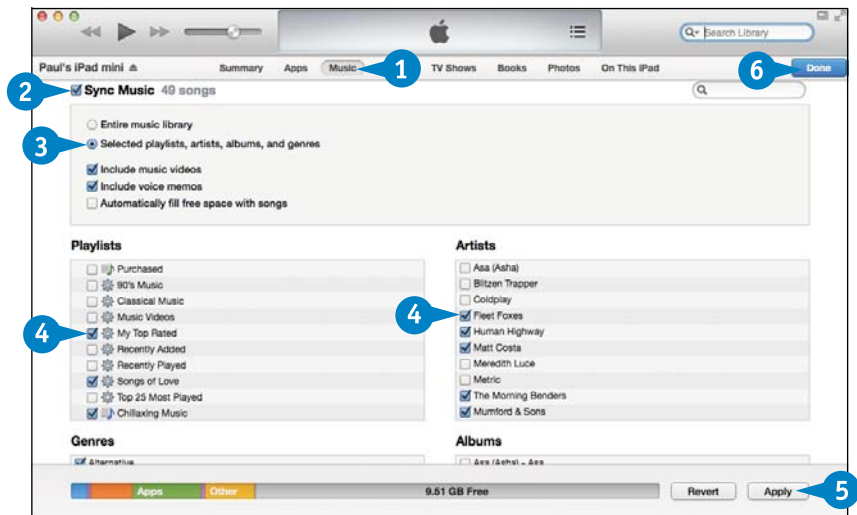 Search Library
Paul's iPad mini
Summary
Apps
Music
1
TV Shows
Books
Photos
On This iPad
6
Done
2
Sync Music 49 songs
Entire music library
3
Selected playlists, artists, albums, and genres
Include music videos
Include voice memos
Automatically fill free space with songs
Playlists
Purchased
90's Music
Classical Music
Music Videos
4
My Top Rated
Recently Added
Recently Played
Songs of Love
Top 25 Most Played
Chillaxing Music
Artists
Asa (Asha)
Blitzen Trapper
Coldplay
4
Fleet Foxes
Human Highway
Matt Costa
Meredith Luce
Metric
The Morning Benders
Mumford & Sons
Genres
Alternative
Albums
Asa (Asha) - Asa
Apps
Other
9.51 GB Free
Revert
Apply
5